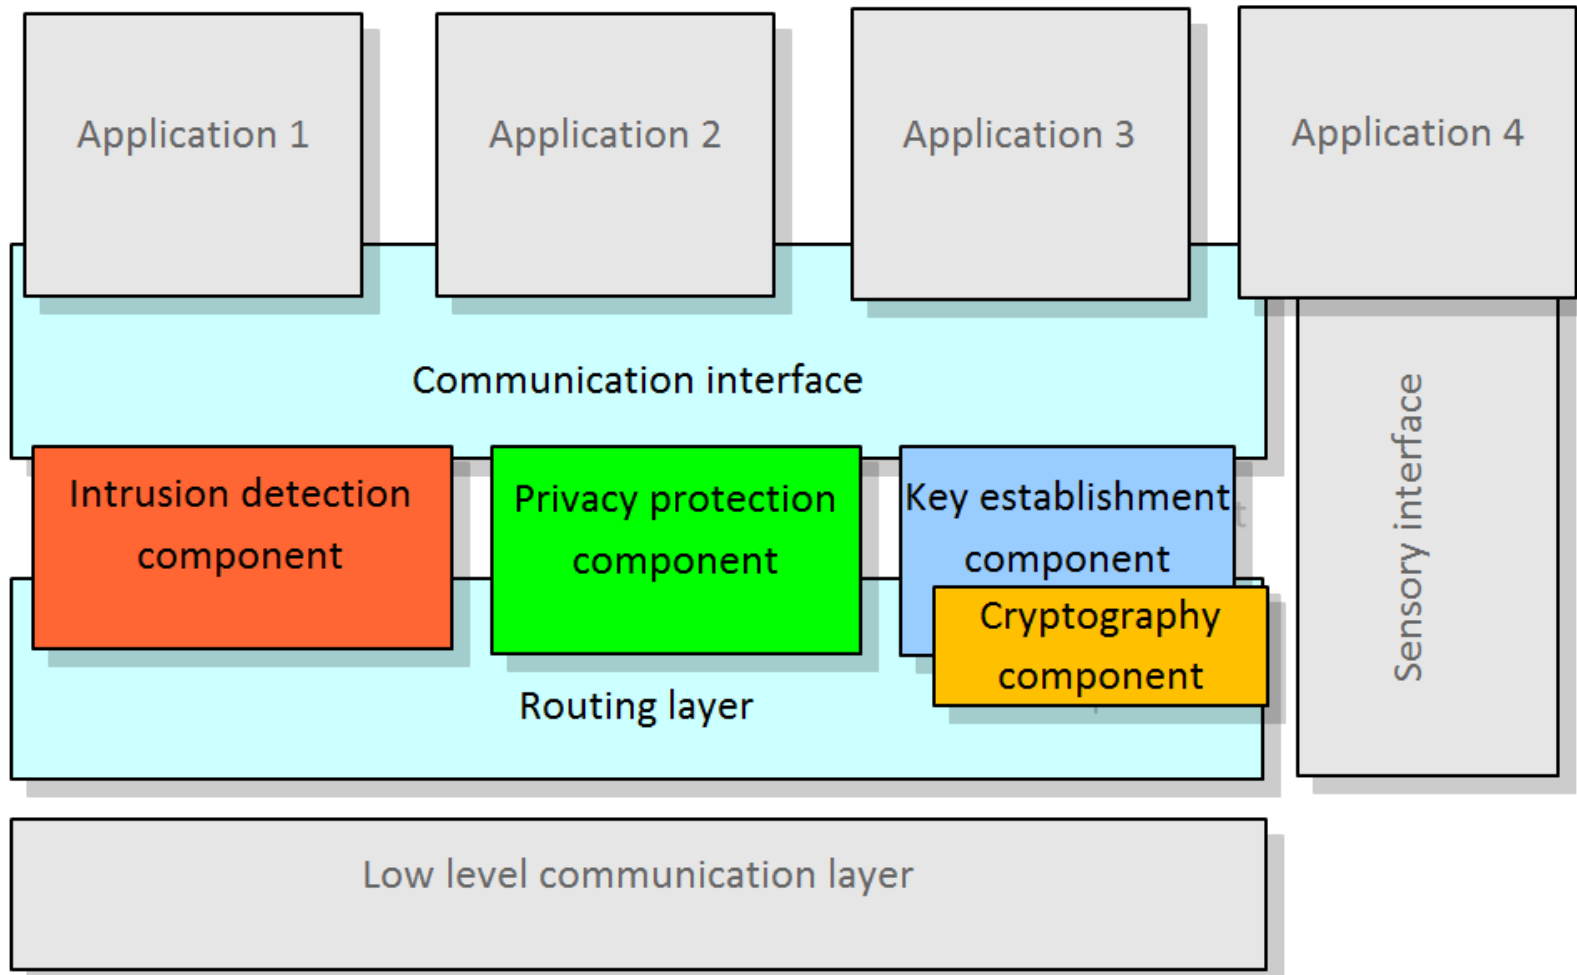 Application 1
Application 2
Application 3
Application 4
Communication interface
Sensory interface
Intrusion detection
component
Privacy protection
component
Key establishment
component
Cryptography
component
Routing layer
Low level communication layer